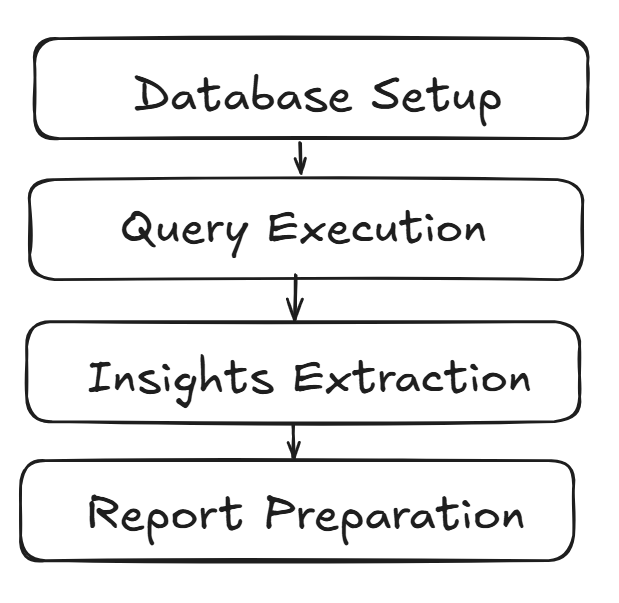 Database Setup
Query Execution
Insights Extraction
Report Preparation